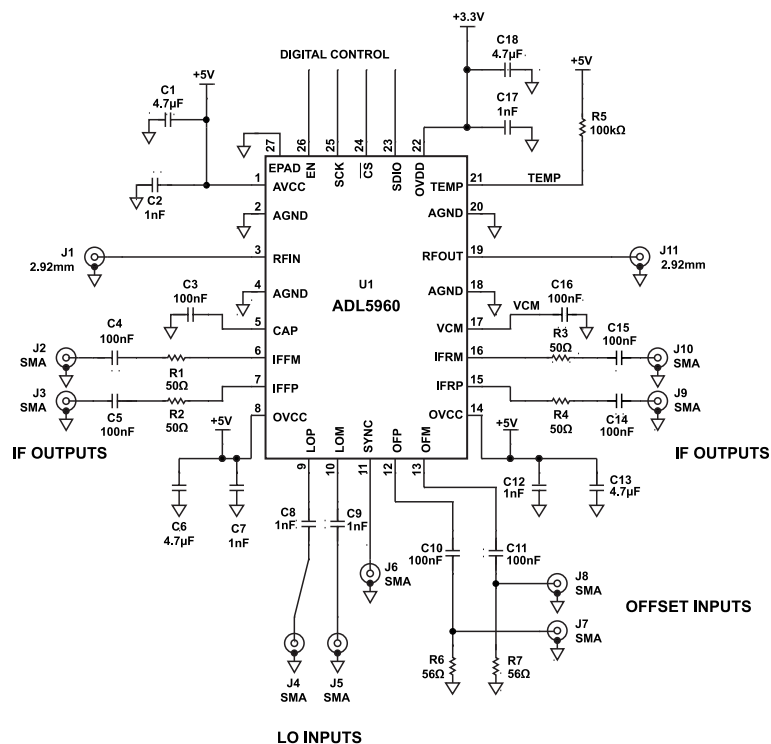 +3.3V
C18
4.7µF
DIGITAL CONTROL
+5V
+5V
C1
4.7µF
C17
1nF
R5
100kΩ
27
26
25
24
23
22
EPAD
EN
SCK
CS
SDIO
OVDD
C2
1nF
1
AVCC
TEMP
21
TEMP
2
AGND
AGND
20
J1
2.92mm
3
RFIN
RFOUT
19
J11
2.92mm
U1
ADL5960
4
AGND
AGND
18
C3
100nF
5
CAP
VCM
17
VCM
C16
100nF
C4
100nF
R3
50Ω
C15
100nF
J2
SMA
R1
50Ω
6
IFFM
IFRM
16
J10
SMA
J3
SMA
C5
100nF
R2
50Ω
7
IFFP
IFRP
15
R4
50Ω
C14
100nF
J9
SMA
8
OVCC
OVCC
14
+5V
+5V
IF OUTPUTS
IF OUTPUTS
LOP
LOM
SYNC
OFP
OFM
9
10
11
12
13
C6
4.7µF
C7
1nF
C8
1nF
C9
1nF
C12
1nF
C13
4.7µF
C10
100nF
C11
100nF
J6
SMA
J8
SMA
OFFSET INPUTS
J7
SMA
R6
56Ω
R7
56Ω
J4
SMA
J5
SMA
LO INPUTS